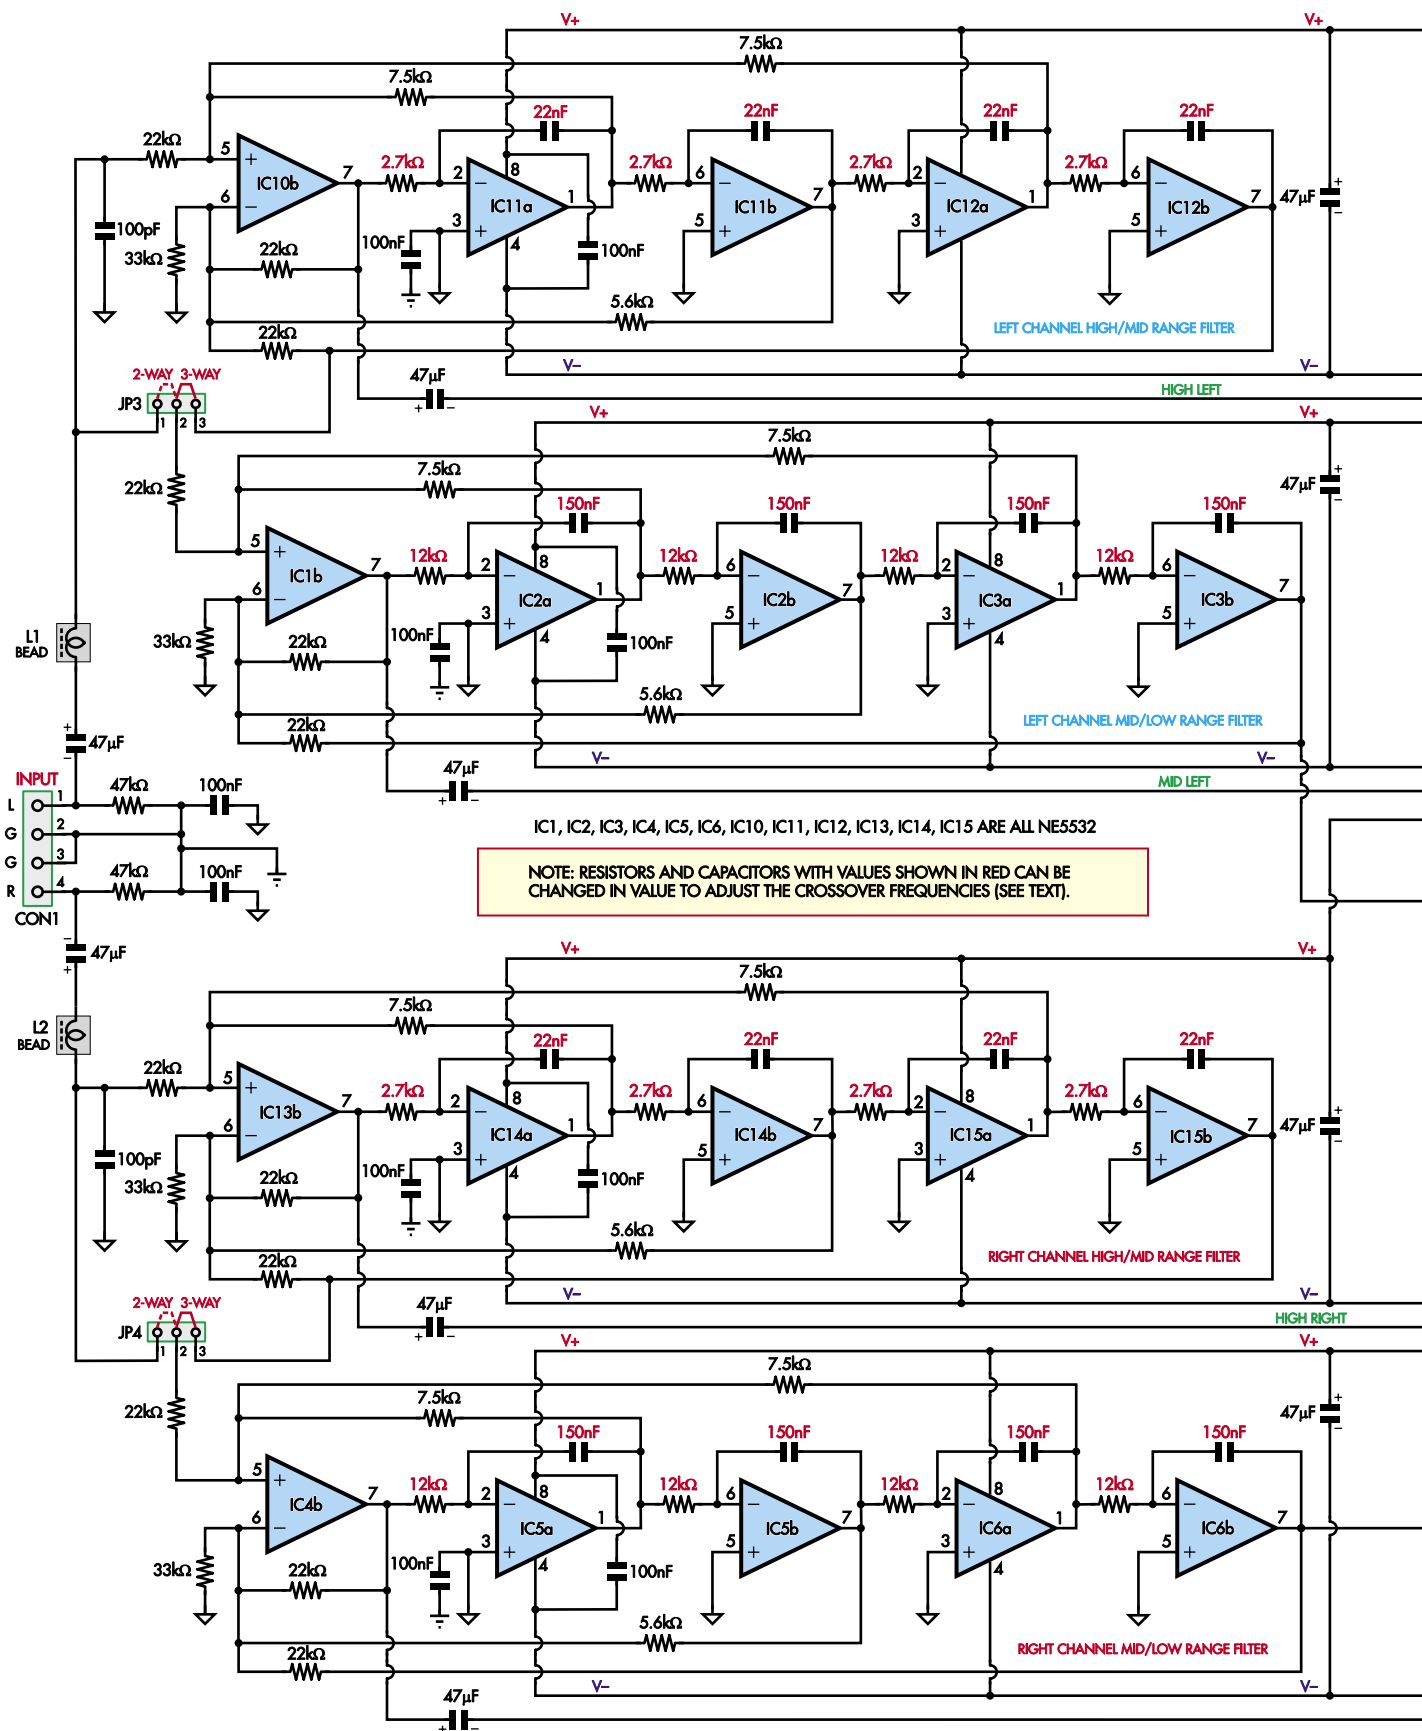 V+ V+
7.5kΩ
7.5kΩ
22nF 22nF 22nF 22nF
22kΩ
5 + 7 2.7kΩ 2 − 8 2.7kΩ 6 − 2.7kΩ 2 − 2.7kΩ 6 −
IC10b IC11a 1 IC11b 7 IC12a 1 IC12b 7 47µF + −
6 − 3 + 4 5 + 3 + 5 +
100pF 100nF 100nF
33kΩ 22kΩ
5.6kΩ
22kΩ LEFT CHANNEL HIGH/MID RANGE FILTER
V− V−
2-WAY 3-WAY 47µF
JP3 + − HIGH LEFT
1 2 3 V+ V+
7.5kΩ
7.5kΩ
22kΩ 47µF + −
150nF 150nF 150nF 150nF
5 + 7 12kΩ 2 − 8 12kΩ 6 − 12kΩ 2 − 8 12kΩ 6 −
IC1b IC2a 1 IC2b 7 IC3a 1 IC3b 7
6 − 3 + 4 5 + 3 + 4 5 +
L1
BEAD
33kΩ 22kΩ 100nF 100nF
5.6kΩ
22kΩ LEFT CHANNEL MID/LOW RANGE FILTER
+
− 47µF V− V−
47µF
+ − MID LEFT
INPUT
L 1 47kΩ 100nF
G 2
G 3
R 4 47kΩ 100nF
CON1
IC1, IC2, IC3, IC4, IC5, IC6, IC10, IC11, IC12, IC13, IC14, IC15 ARE ALL NE5532
NOTE: RESISTORS AND CAPACITORS WITH VALUES SHOWN IN RED CAN BE
CHANGED IN VALUE TO ADJUST THE CROSSOVER FREQUENCIES (SEE TEXT).
−
+ 47µF V+ V+
7.5kΩ
7.5kΩ
L2
BEAD
22nF 22nF 22nF 22nF
22kΩ
5 + 7 2.7kΩ 2 − 8 2.7kΩ 6 − 2.7kΩ 2 − 8 2.7kΩ 6 −
IC13b IC14a 1 IC14b 7 IC15a 1 IC15b 7 47µF + −
6 − 3 + 4 5 + 3 + 4 5 +
100pF 100nF 100nF
33kΩ 22kΩ
5.6kΩ
22kΩ RIGHT CHANNEL HIGH/MID RANGE FILTER
V− V−
2-WAY 3-WAY 47µF
JP4 + − HIGH RIGHT
1 2 3 V+ V+
7.5kΩ
7.5kΩ
22kΩ 47µF + −
150nF 150nF 150nF 150nF
5 + 7 12kΩ 2 − 8 12kΩ 6 − 12kΩ 2 − 8 12kΩ 6 −
IC4b IC5a 1 IC5b 7 IC6a 1 IC6b 7
6 − 3 + 4 5 + 3 + 4 5 +
33kΩ 22kΩ 100nF 100nF
5.6kΩ
22kΩ RIGHT CHANNEL MID/LOW RANGE FILTER
V− V−
47µF
+ −